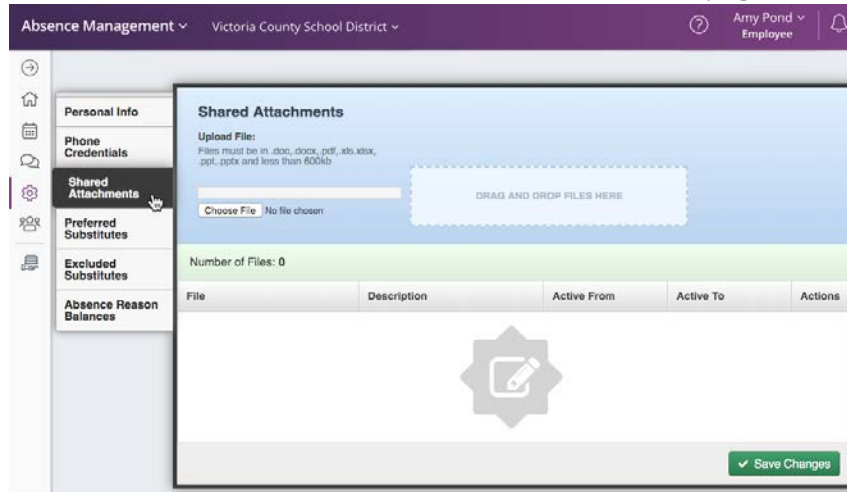 Absence Management
Victoria County School District
Amy Pond
Employee
Personal Info
Phone
Credentials
Shared
Attachments
Preferred
Substitutes
Excluded
Substitutes
Absence Reason
Balances
Shared Attachments
Upload File:
Files must be in .doc, .docx, .pdf, .xls, .xlsx,
.ppt, .pptx and less than 600kb
Choose File No file chosen
DRAG AND DROP FILES HERE
Number of Files: 0
File Description Active From Active To Actions
Save Changes